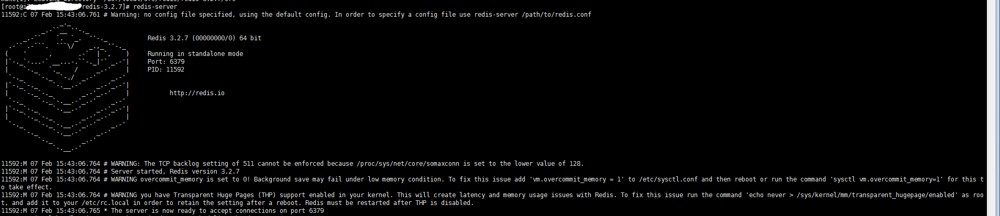 [root@i redis-3.2.7]# redis-server
11592:C 07 Feb 15:43:06.761 # Warning: no config file specified, using the default config. In order to specify a config file use redis-server /path/to/redis.conf
Redis 3.2.7 (00000000/0) 64 bit
Running in standalone mode
Port: 6379
PID: 11592
http://redis.io
11592:M 07 Feb 15:43:06.764 # WARNING: The TCP backlog setting of 511 cannot be enforced because /proc/sys/net/core/somaxconn is set to the lower value of 128.
11592:M 07 Feb 15:43:06.764 # Server started, Redis version 3.2.7
11592:M 07 Feb 15:43:06.764 # WARNING overcommit_memory is set to 0! Background save may fail under low memory condition. To fix this issue add 'vm.overcommit_memory = 1' to /etc/sysctl.conf and then reboot or run the command 'sysctl vm.overcommit_memory=1' for this t
o take effect.
11592:M 07 Feb 15:43:06.764 # WARNING you have Transparent Huge Pages (THP) support enabled in your kernel. This will create latency and memory usage issues with Redis. To fix this issue run the command 'echo never > /sys/kernel/mm/transparent_hugepage/enabled' as roo
t, and add it to your /etc/rc.local in order to retain the setting after a reboot. Redis must be restarted after THP is disabled.
11592:M 07 Feb 15:43:06.765 * The server is now ready to accept connections on port 6379